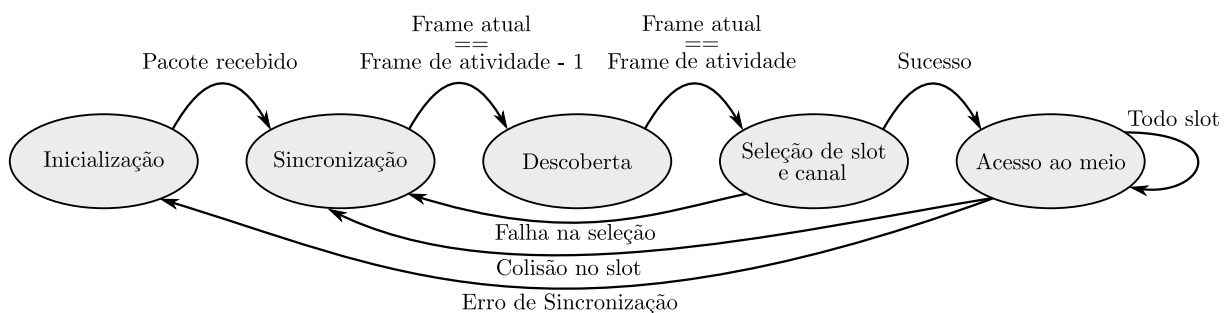 Frame atual
==
Frame de atividade - 1
Frame atual
==
Frame de atividade
Pacote recebido
Sucesso
Todo slot
Inicialização
Sincronização
Descoberta
Seleção de slot
e canal
Acesso ao meio
Falha na seleção
Colisão no slot
Erro de Sincronização